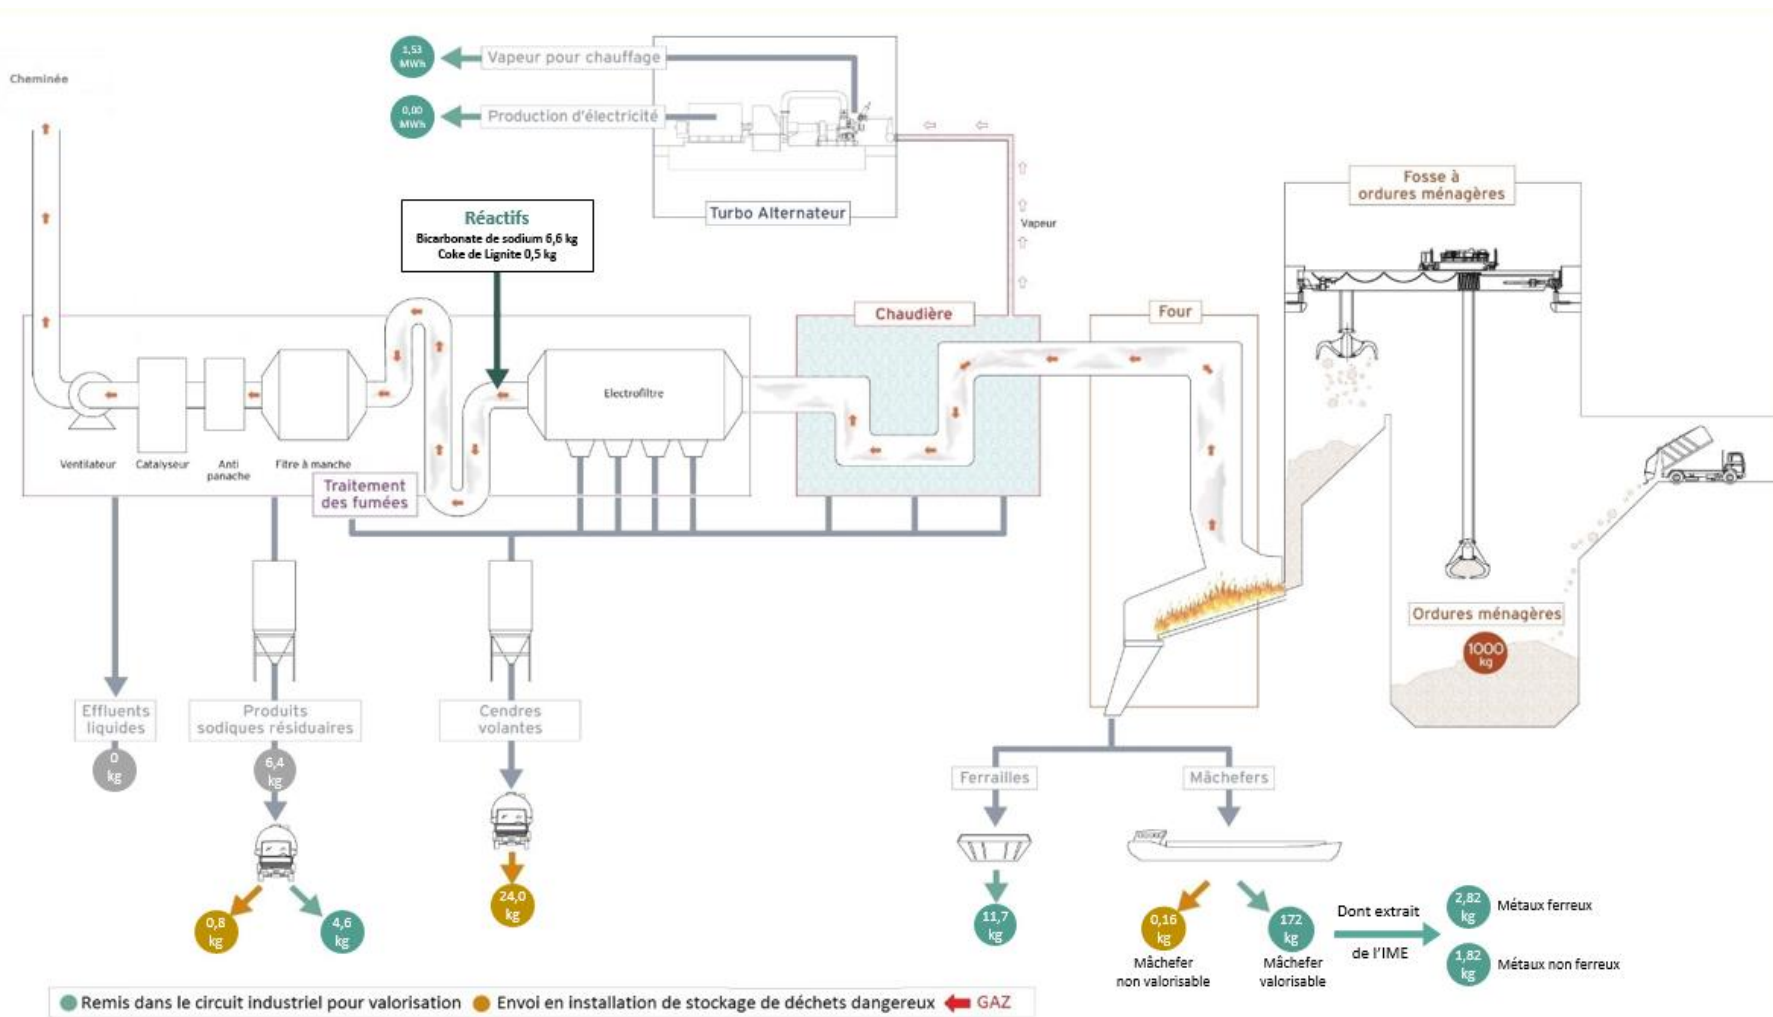 1,53
MWh
Vapeur pour chauffage
Cheminée
0,00
MWh
Production d'électricité
Turbo Alternateur
Vapeur
Fosse à
ordures ménagères
Réactifs
Bicarbonate de sodium 6,6 kg
Coke de Lignite 0,5 kg
Chaudière
Four
Electrofiltre
Ventilateur
Catalyseur
Anti
panache
Fitre à manche
Traitement
des fumées
Ordures ménagères
1000
kg
Effluents
liquides
0
kg
Produits
sodiques résiduaires
6,4
kg
Cendres
volantes
Ferrailles
Mâchefers
0,8
kg
4,6
kg
24,0
kg
11,7
kg
0,16
kg
Mâchefer
non valorisable
172
kg
Mâchefer
valorisable
Dont extrait
de l'IME
2,82
kg
Métaux ferreux
1,82
kg
Métaux non ferreux
Remis dans le circuit industriel pour valorisation
Envoi en installation de stockage de déchets dangereux
GAZ